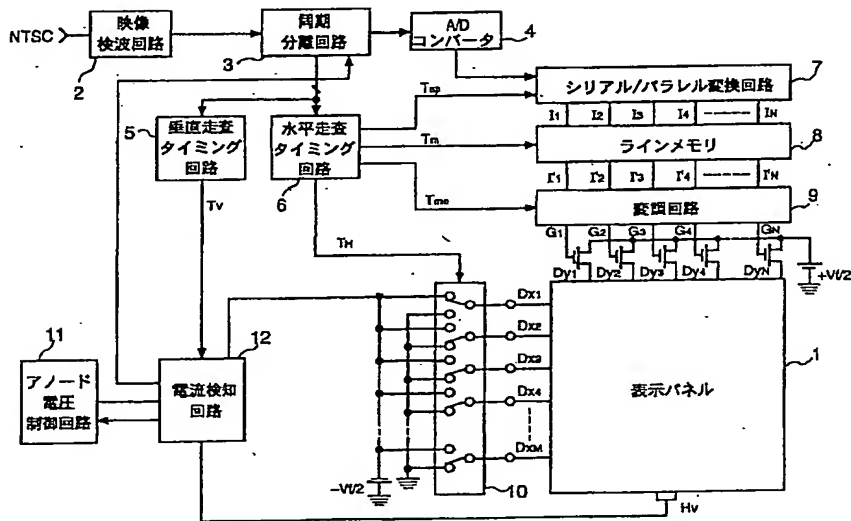 NTSC
映像
検波回路
2
同期
分離回路
3
A/D
コンバータ
4
シリアル/パラレル変換回路
7
I1 I2 I3 I4 IN
ラインメモリ
8
I'1 I'2 I'3 I'4 I'N
変調回路
9
G1 G2 G3 G4 GN
Dy1 Dy2 Dy3 Dy4 DyN
+Vf/2
5
垂直走査
タイミング
回路
水平走査
タイミング
回路
6
Tsp
Tm
Tmo
Tv
TH
11
アノード
電圧
制御回路
12
電流検知
回路
-Vf/2
10
Dx1
Dx2
Dx3
Dx4
DxM
表示パネル
1
Hv